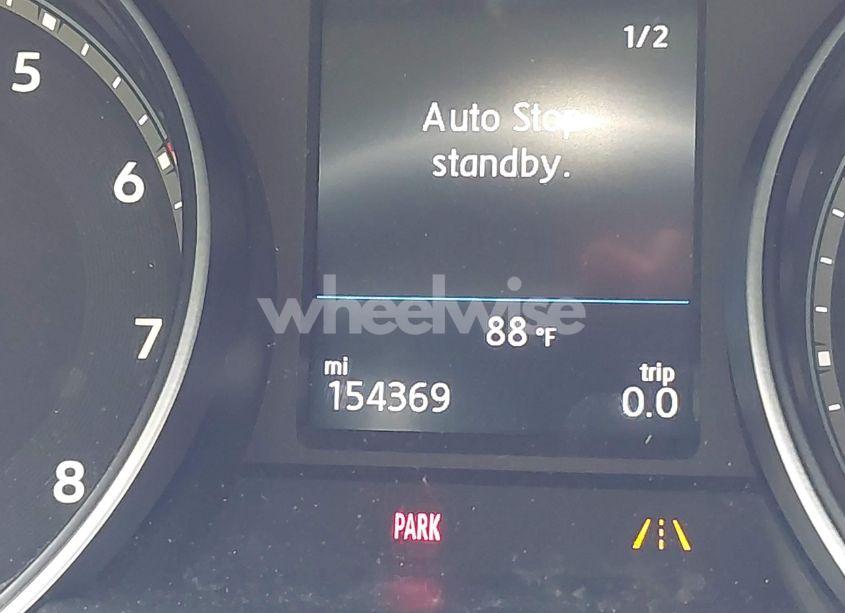 1/2
5
Auto Stop
standby.
6
wheelwise
88 °F
7
mi
trip
154369
0.0
8
PARK